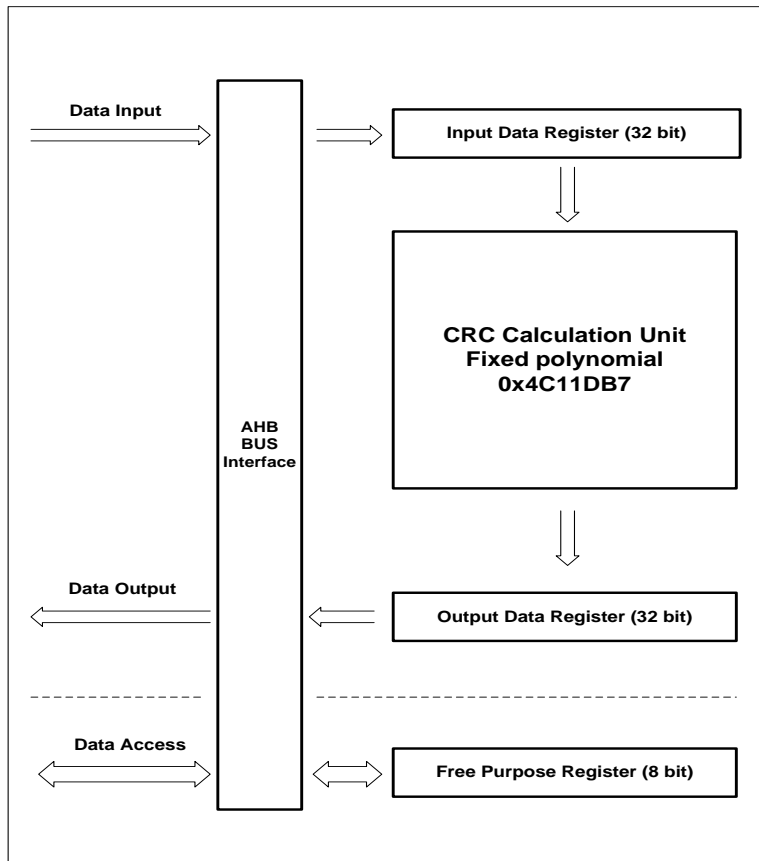 Data Input
Input Data Register (32 bit)
CRC Calculation Unit
Fixed polynomial
0x4C11DB7
AHB
BUS
Interface
Data Output
Output Data Register (32 bit)
Data Access
Free Purpose Register (8 bit)